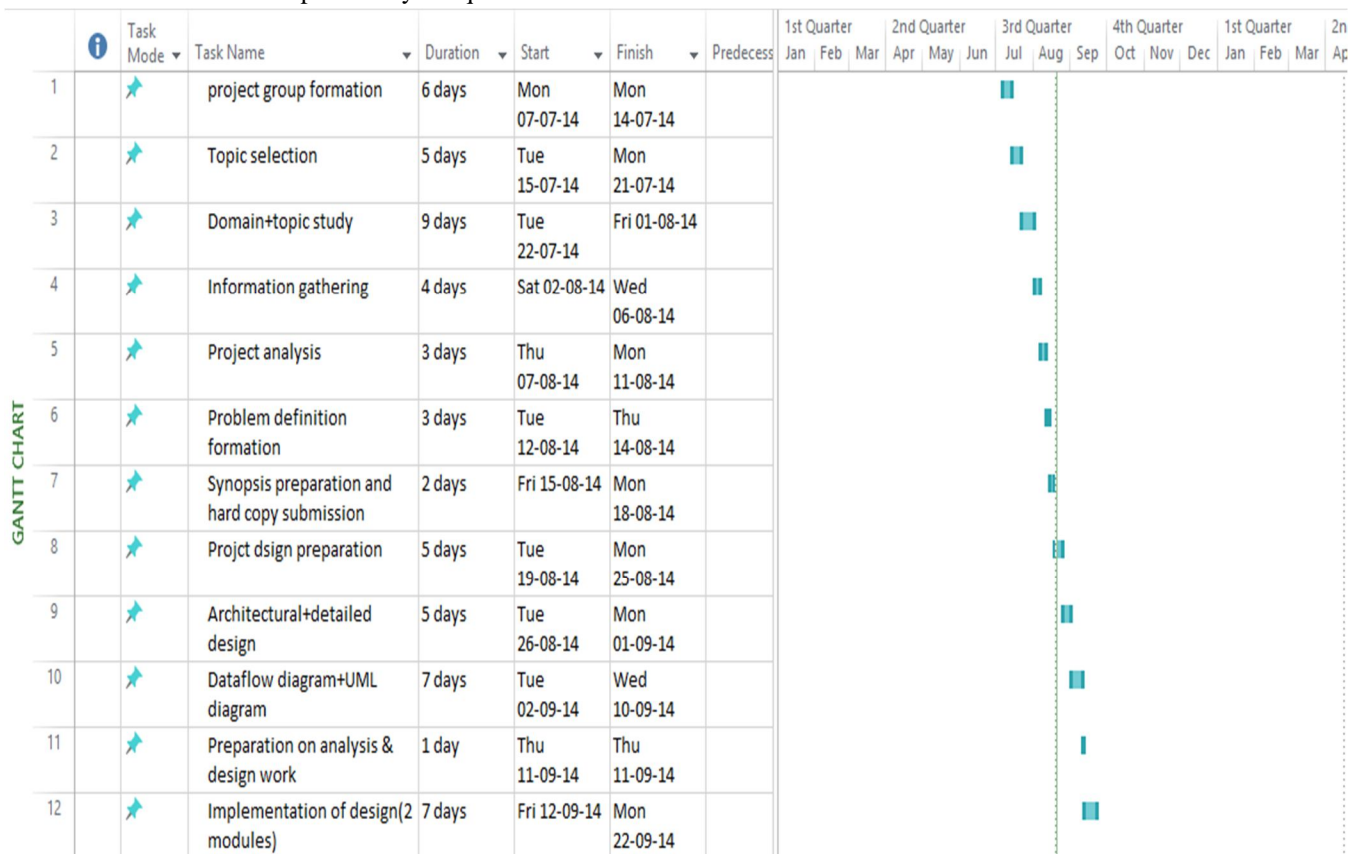 Task
Mode Task Name Duration Start Finish Predecess
1st Quarter 2nd Quarter 3rd Quarter 4th Quarter 1st Quarter 2n
Jan Feb Mar Apr May Jun Jul Aug Sep Oct Nov Dec Jan Feb Mar Ap
GANTT CHART
1 project group formation 6 days Mon Mon
07-07-14 14-07-14
2 Topic selection 5 days Tue Mon
15-07-14 21-07-14
3 Domain+topic study 9 days Tue Fri 01-08-14
22-07-14
4 Information gathering 4 days Sat 02-08-14 Wed
06-08-14
5 Project analysis 3 days Thu Mon
07-08-14 11-08-14
6 Problem definition 3 days Tue Thu
formation 12-08-14 14-08-14
7 Synopsis preparation and 2 days Fri 15-08-14 Mon
hard copy submission 18-08-14
8 Projct dsign preparation 5 days Tue Mon
19-08-14 25-08-14
9 Architectural+detailed 5 days Tue Mon
design 26-08-14 01-09-14
10 Dataflow diagram+UML 7 days Tue Wed
diagram 02-09-14 10-09-14
11 Preparation on analysis & 1 day Thu Thu
design work 11-09-14 11-09-14
12 Implementation of design(2 7 days Fri 12-09-14 Mon
modules) 22-09-14